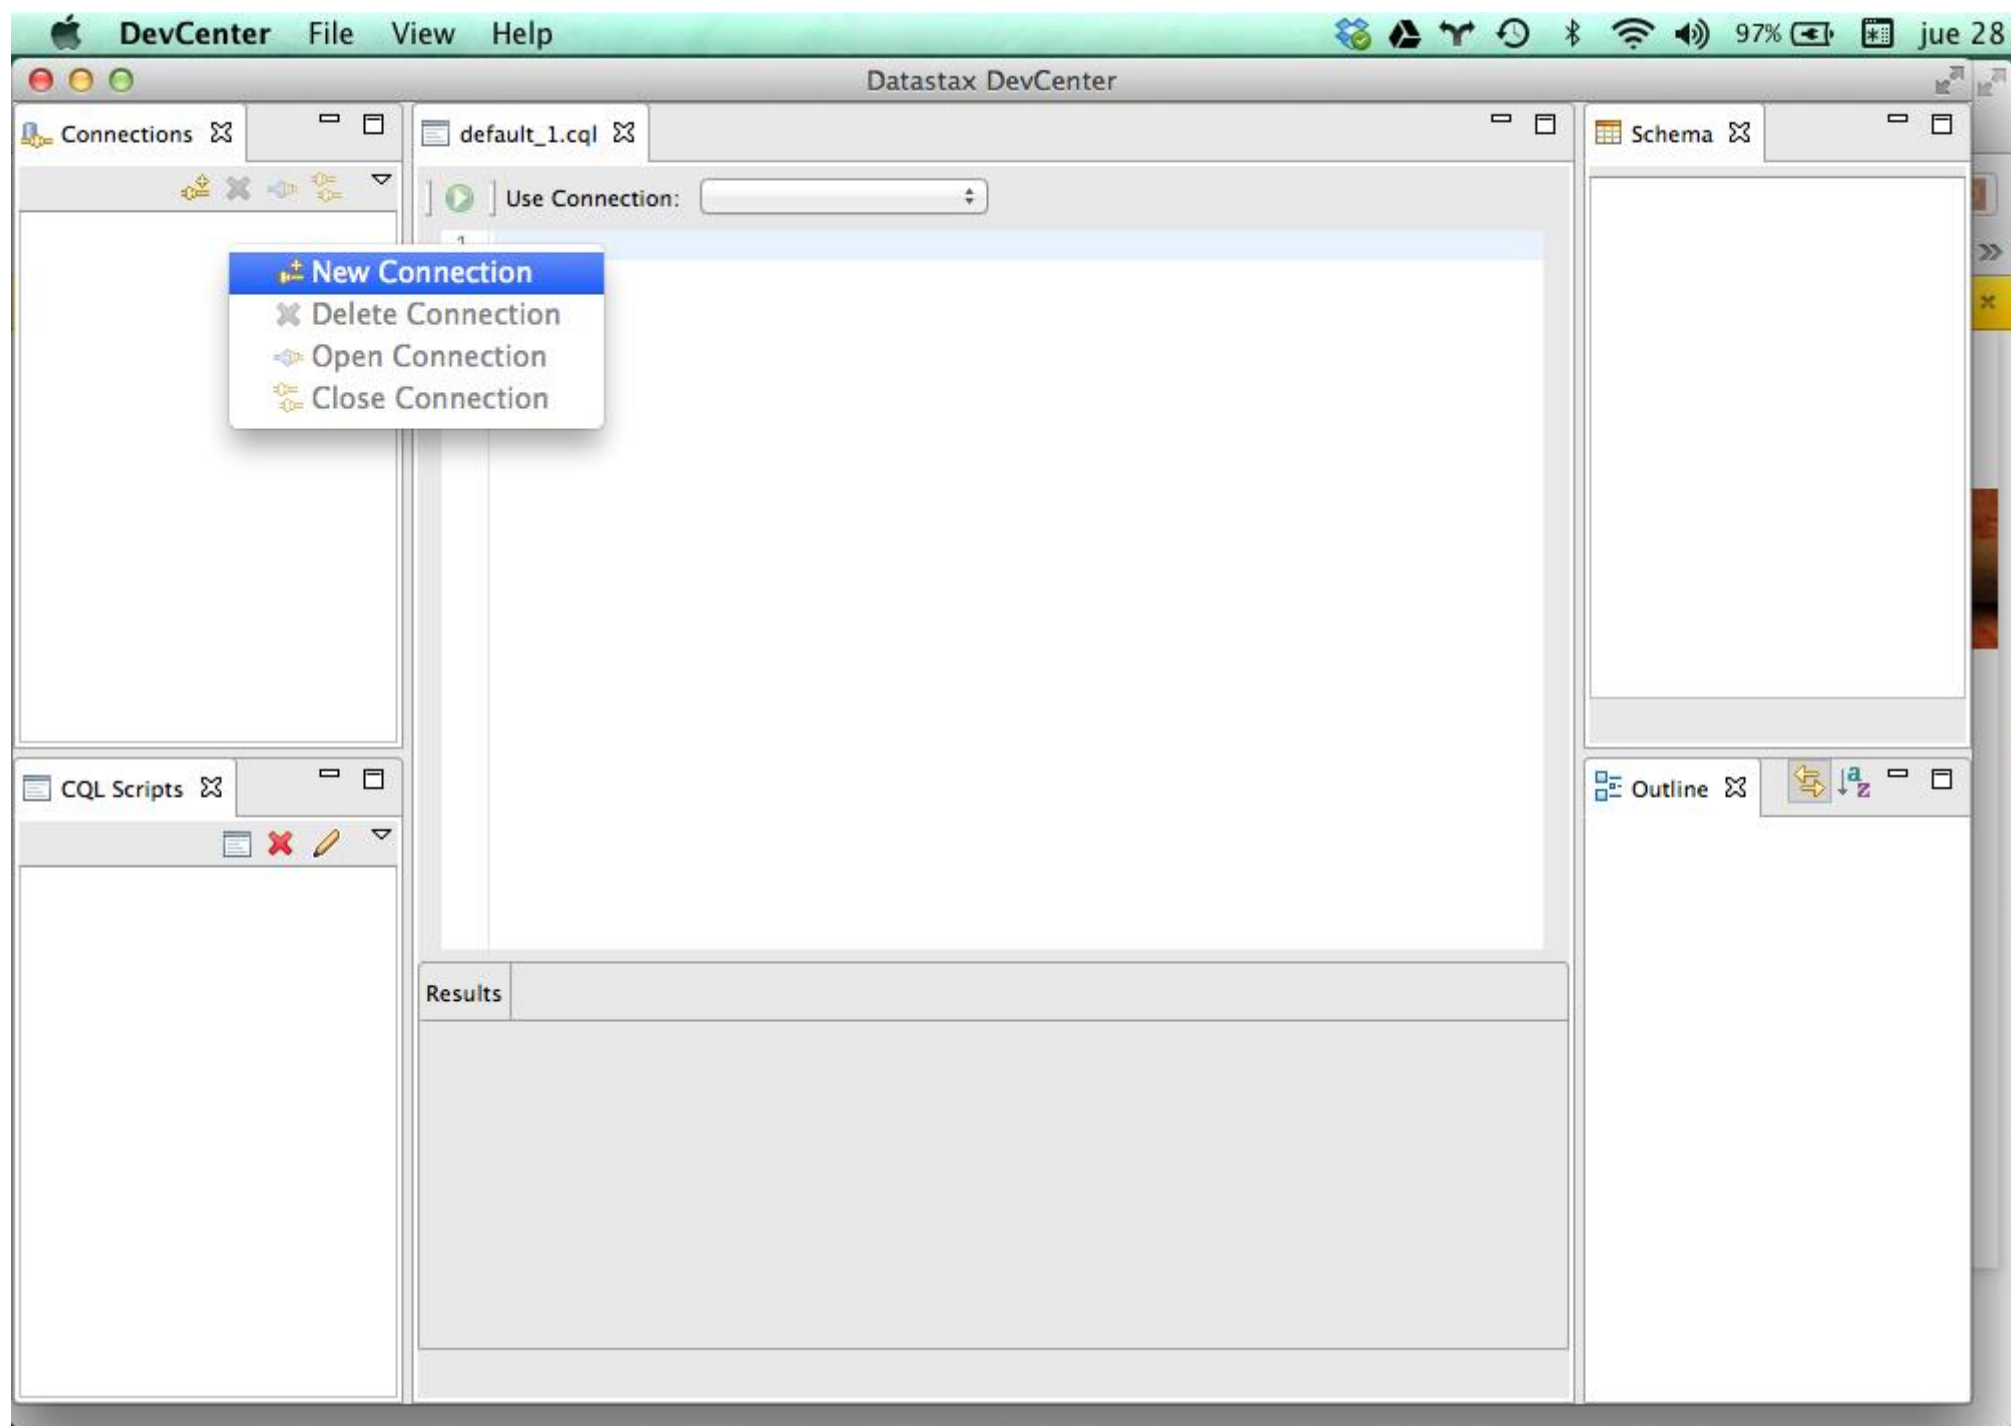 DevCenter File View Help 97% jue 28
Datastax DevCenter
Connections
default_1.cql
Schema
Use Connection:
1
New Connection
Delete Connection
Open Connection
Close Connection
CQL Scripts
Outline
a
z
Results